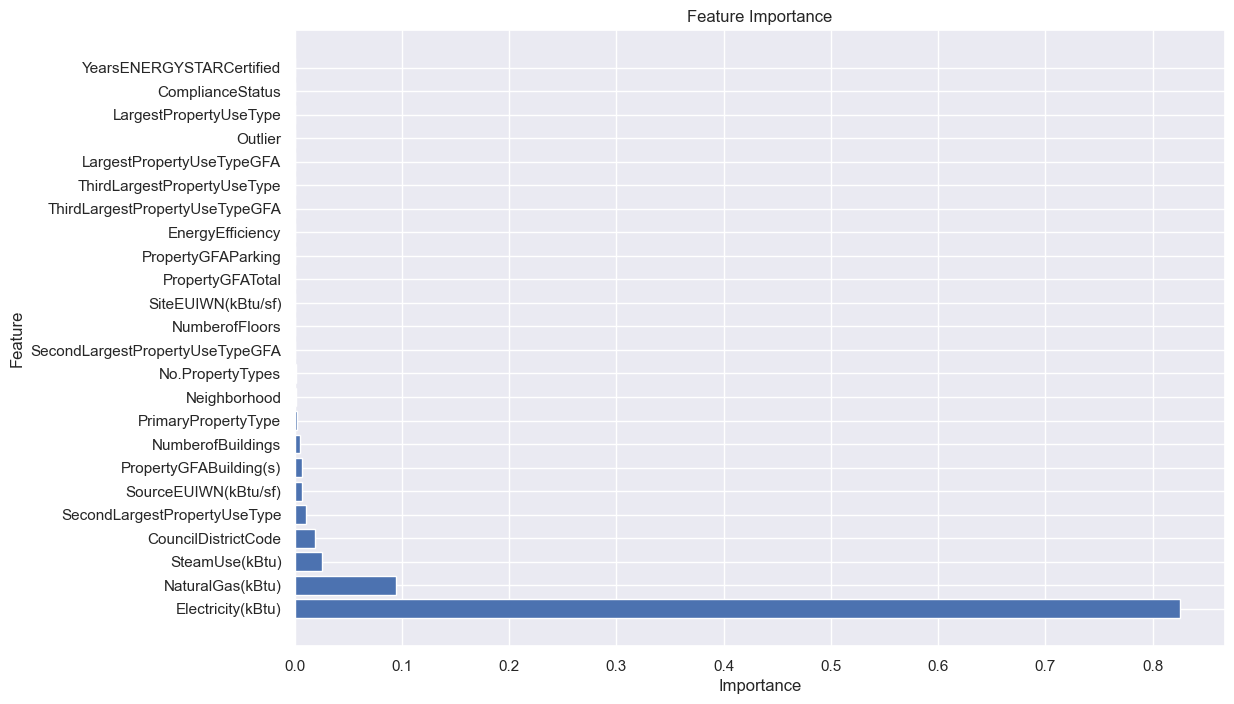 Feature Importance
Feature
YearsENERGYSTARCertified
ComplianceStatus
LargestPropertyUseType
Outlier
LargestPropertyUseTypeGFA
ThirdLargestPropertyUseType
ThirdLargestPropertyUseTypeGFA
EnergyEfficiency
PropertyGFAParking
PropertyGFATotal
SiteEUIWN(kBtu/sf)
NumberofFloors
SecondLargestPropertyUseTypeGFA
No.PropertyTypes
Neighborhood
PrimaryPropertyType
NumberofBuildings
PropertyGFABuilding(s)
SourceEUIWN(kBtu/sf)
SecondLargestPropertyUseType
CouncilDistrictCode
SteamUse(kBtu)
NaturalGas(kBtu)
Electricity(kBtu)
0.0 0.1 0.2 0.3 0.4 0.5 0.6 0.7 0.8
Importance